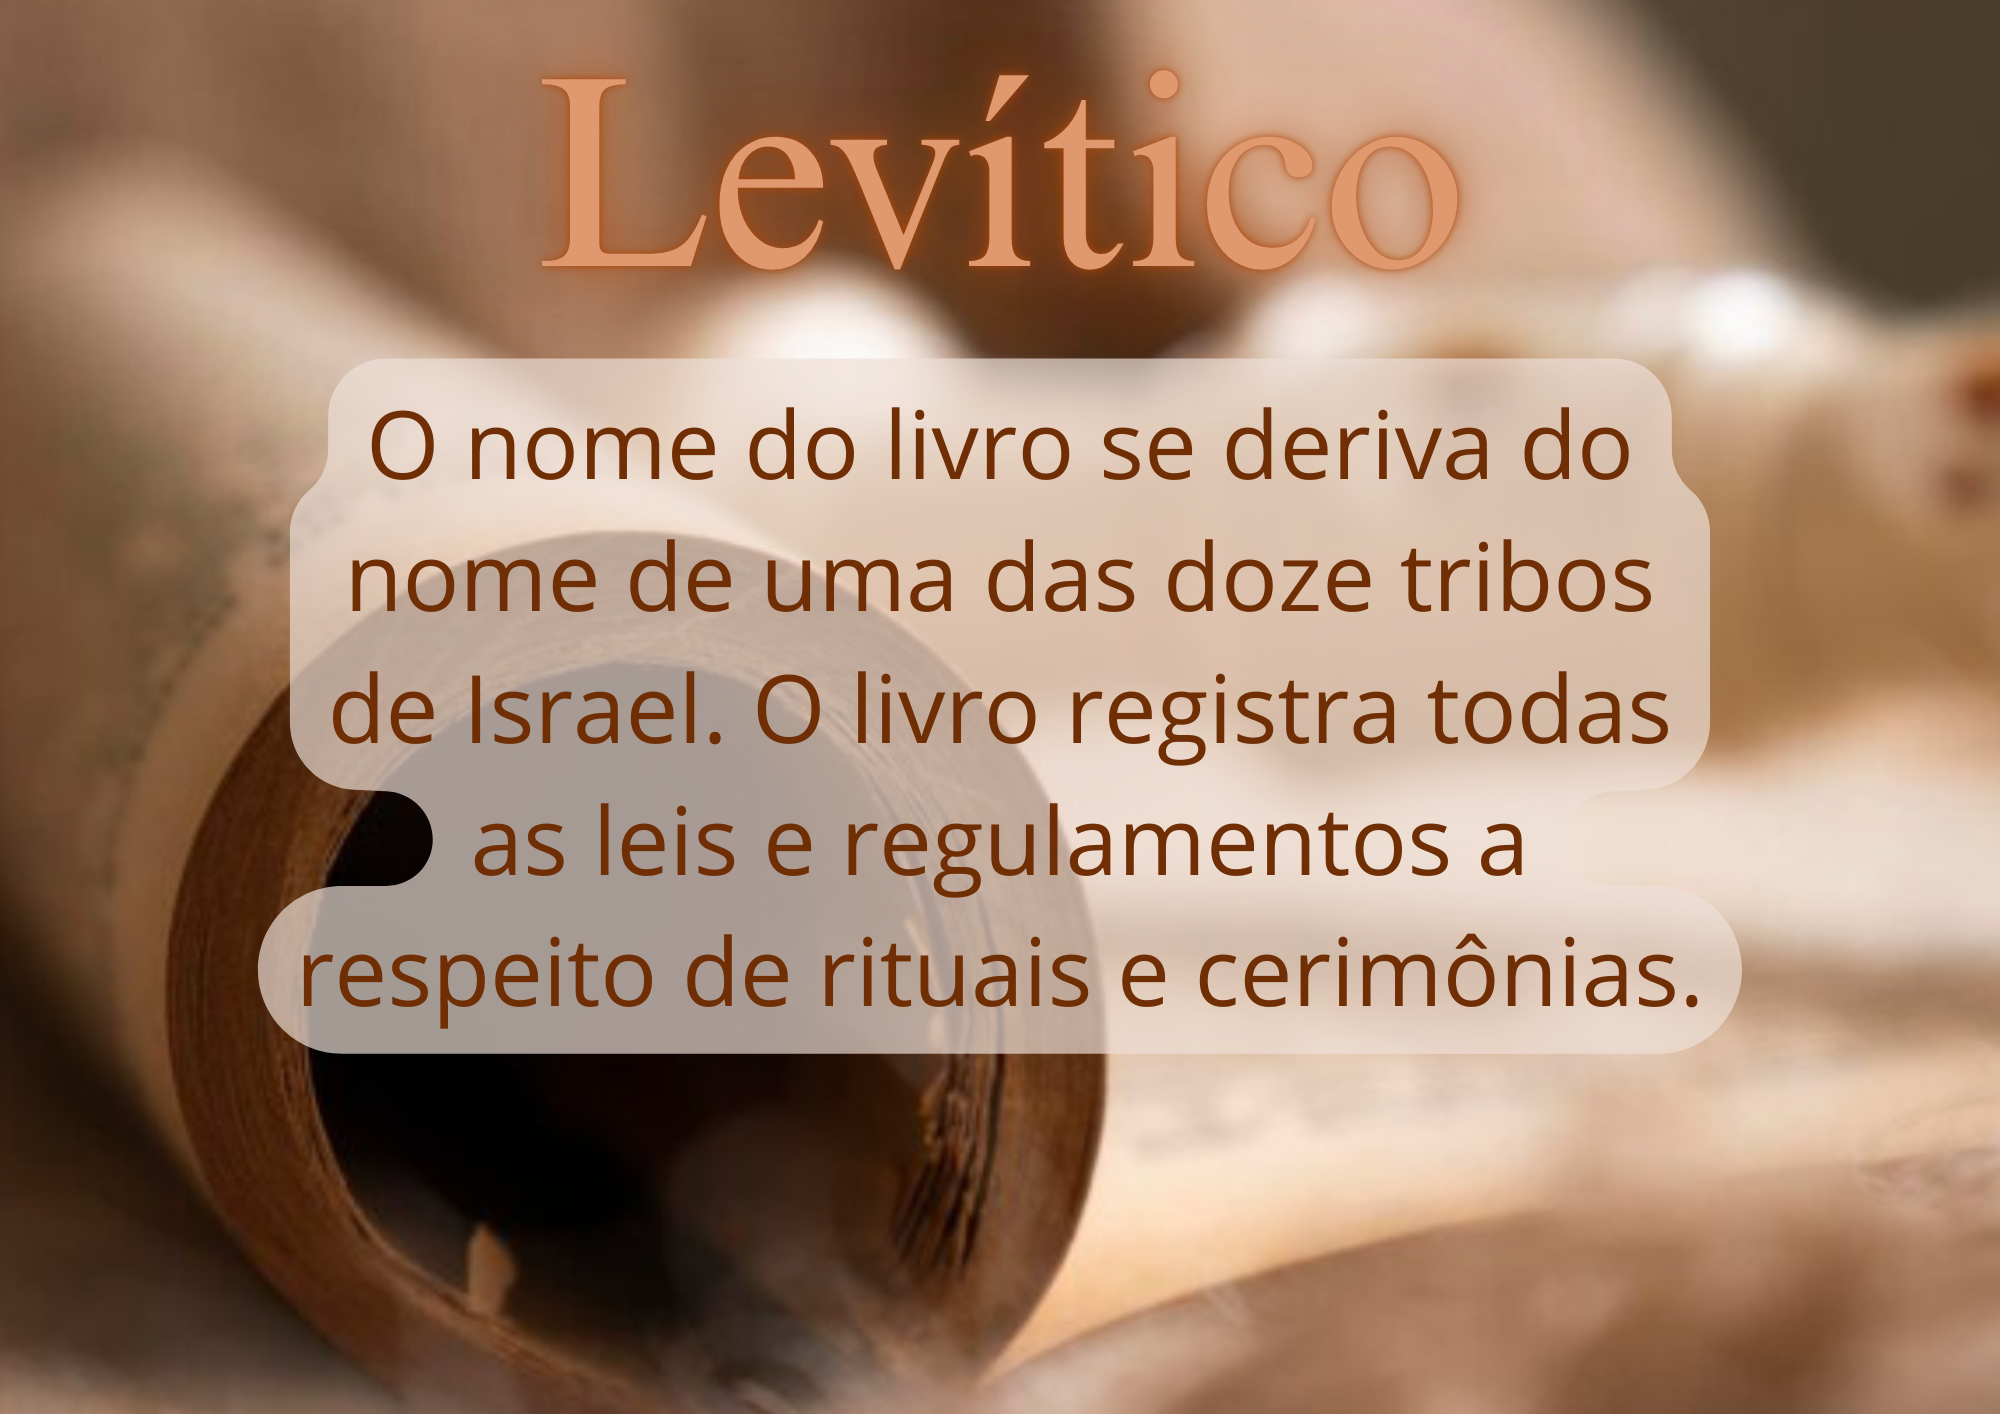 Levítico
O nome do livro se deriva do
nome de uma das doze tribos
de Israel. O livro registra todas
as leis e regulamentos a
respeito de rituais e cerimônias.